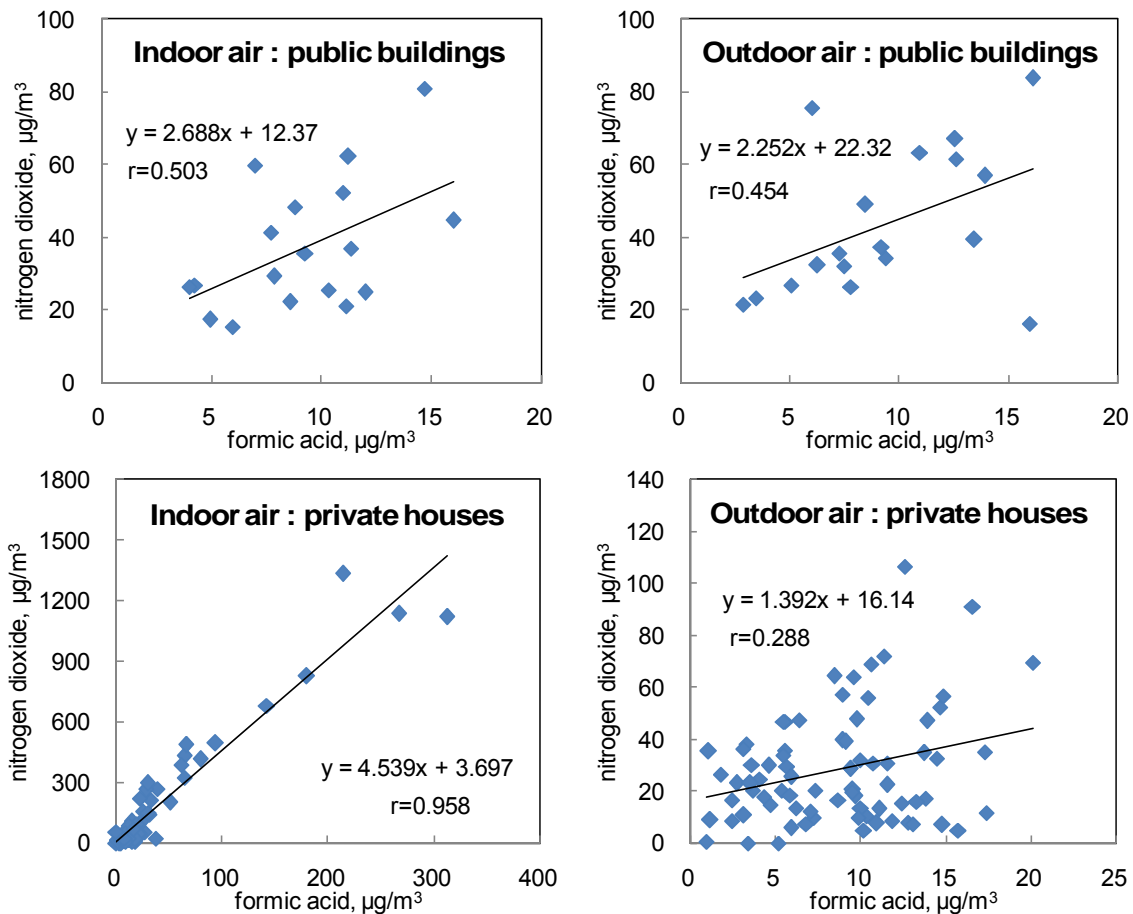 Indoor air : public buildings
y = 2.688x + 12.37
r=0.503
nitrogen dioxide, µg/m³
100
80
60
40
20
0
0 5 10 15 20
formic acid, µg/m³
Outdoor air : public buildings
y = 2.252x + 22.32
r=0.454
nitrogen dioxide, µg/m³
100
80
60
40
20
0
0 5 10 15 20
formic acid, µg/m³
Indoor air : private houses
y = 4.539x + 3.697
r=0.958
nitrogen dioxide, µg/m³
1800
1500
1200
900
600
300
0
0 100 200 300 400
formic acid, µg/m³
Outdoor air : private houses
y = 1.392x + 16.14
r=0.288
nitrogen dioxide, µg/m³
140
120
100
80
60
40
20
0
0 5 10 15 20 25
formic acid, µg/m³